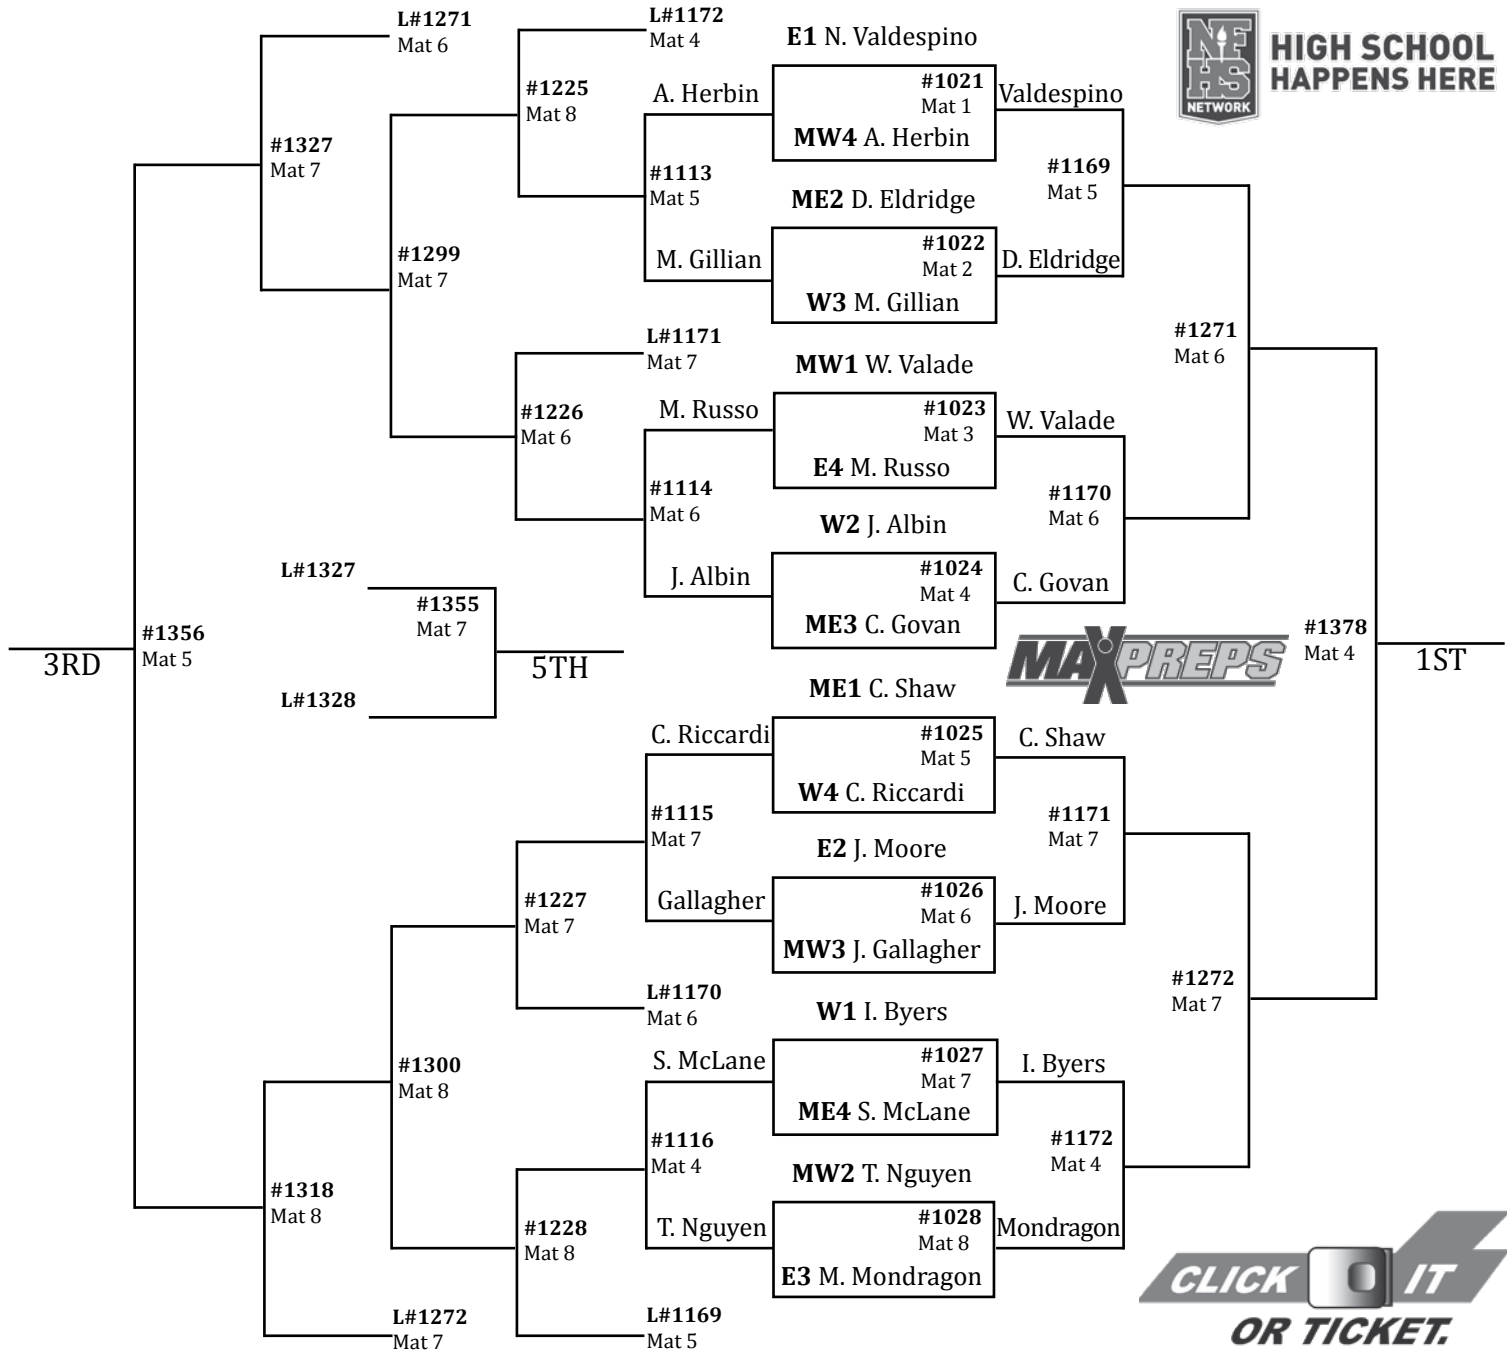 L#1271
Mat 6
L#1172
Mat 4
E1 N. Valdespino
NF
HS
NETWORK
HIGH SCHOOL
HAPPENS HERE
#1225
Mat 8
A. Herbin
#1021
Mat 1
Valdespino
MW4 A. Herbin
#1327
Mat 7
#1113
Mat 5
#1169
Mat 5
ME2 D. Eldridge
#1299
Mat 7
M. Gillian
#1022
Mat 2
D. Eldridge
W3 M. Gillian
L#1171
Mat 7
#1271
Mat 6
MW1 W. Valade
#1226
Mat 6
M. Russo
#1023
Mat 3
W. Valade
E4 M. Russo
#1114
Mat 6
#1170
Mat 6
W2 J. Albin
L#1327
J. Albin
#1024
Mat 4
C. Govan
#1355
Mat 7
ME3 C. Govan
#1356
Mat 5
3RD
5TH
MAXPREPS
#1378
Mat 4
1ST
L#1328
ME1 C. Shaw
C. Riccardi
#1025
Mat 5
C. Shaw
W4 C. Riccardi
#1115
Mat 7
#1171
Mat 7
E2 J. Moore
#1227
Mat 7
Gallagher
#1026
Mat 6
J. Moore
MW3 J. Gallagher
L#1170
Mat 6
#1272
Mat 7
W1 I. Byers
#1300
Mat 8
S. McLane
#1027
Mat 7
I. Byers
ME4 S. McLane
#1116
Mat 4
#1172
Mat 4
MW2 T. Nguyen
#1318
Mat 8
#1228
Mat 8
T. Nguyen
#1028
Mat 8
Mondragon
E3 M. Mondragon
L#1272
Mat 7
L#1169
Mat 5
CLICK IT
OR TICKET.